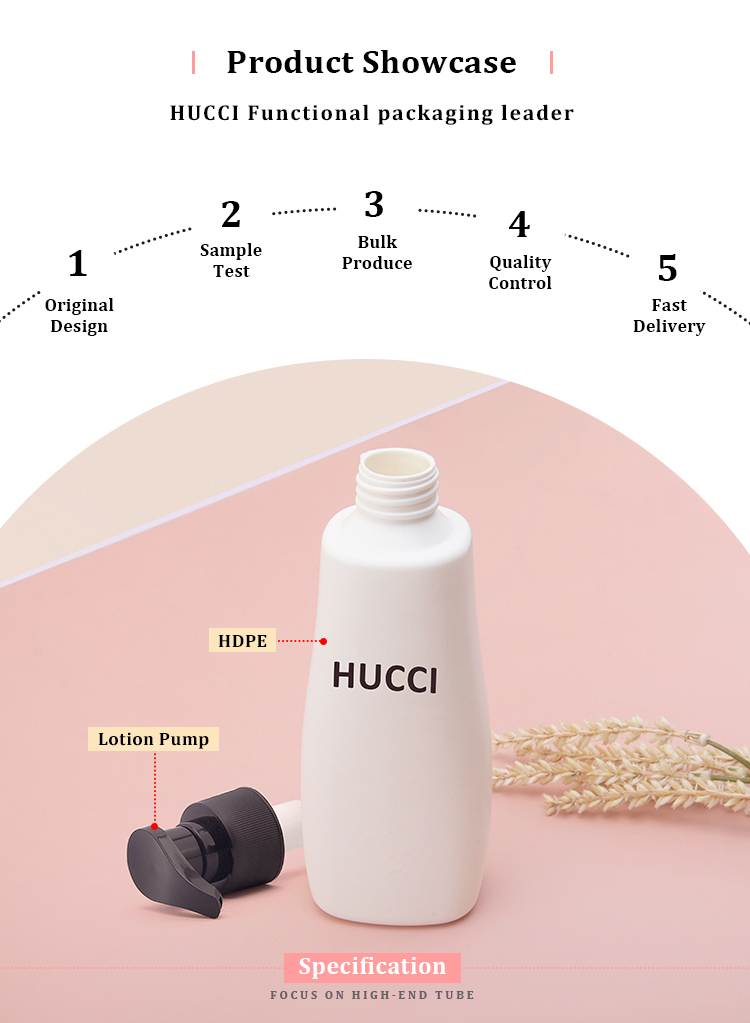 Product Showcase
HUCCI Functional packaging leader
1
Original
Design
2
Sample
Test
3
Bulk
Produce
4
Quality
Control
5
Fast
Delivery
HDPE
HUCCI
Lotion Pump
Specification
FOCUS ON HIGH-END TUBE